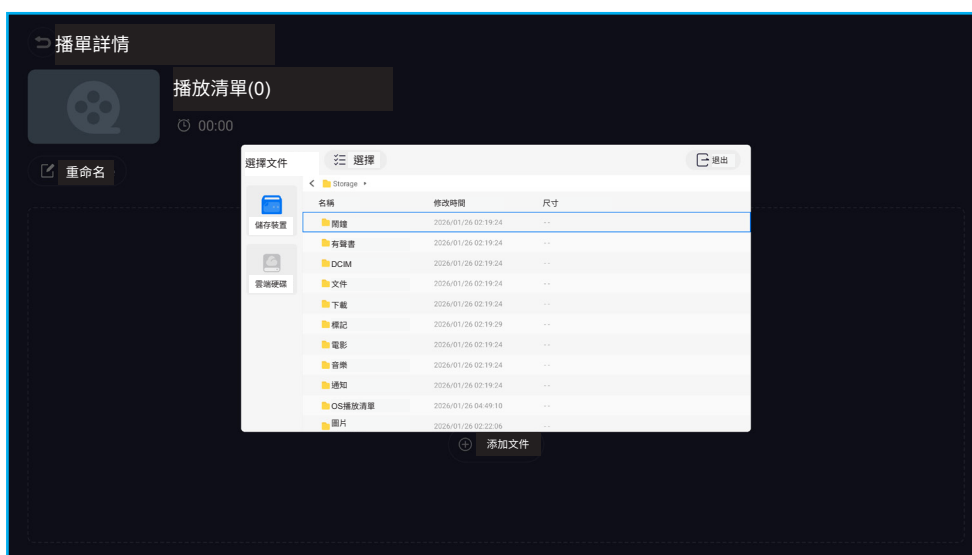 播單詳情
播放清單(0)
00:00
重命名
選擇文件
選擇
退出
Storage
名稱 修改時間 尺寸
儲存裝置
雲端硬碟
鬧鐘 2026/01/26 02:19:24 --
有聲書 2026/01/26 02:19:24 --
DCIM 2026/01/26 02:19:24 --
文件 2026/01/26 02:19:24 --
下載 2026/01/26 02:19:24 --
標記 2026/01/26 02:19:29 --
電影 2026/01/26 02:19:24 --
音樂 2026/01/26 02:19:24 --
通知 2026/01/26 02:19:24 --
OS播放清單 2026/01/26 04:49:10 --
圖片 2026/01/26 02:22:06 --
添加文件